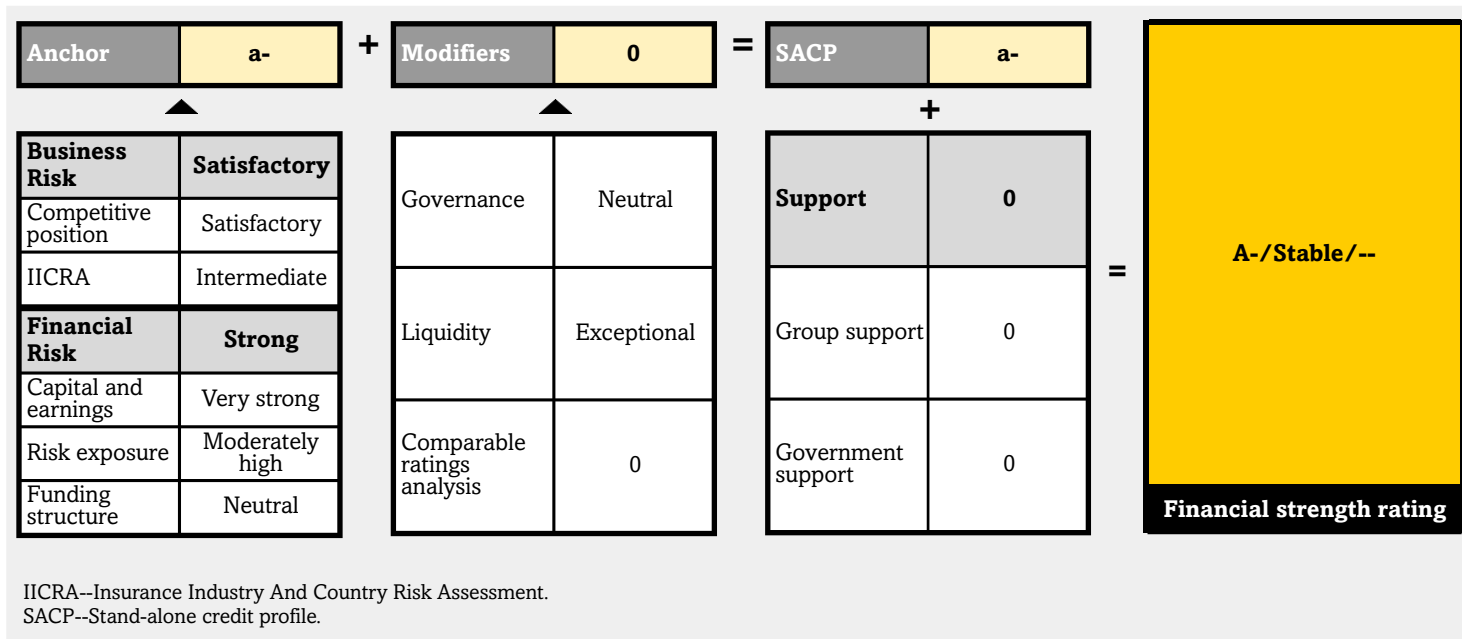 Anchor a- + Modifiers 0 = SACP a-
+
Business
Risk
Satisfactory
Competitive
position
Satisfactory
IICRA Intermediate
Financial
Risk
Strong
Capital and
earnings
Very strong
Risk exposure
Moderately
high
Funding
structure
Neutral
Governance Neutral
Liquidity Exceptional
Comparable
ratings
analysis
0
Support 0
Group support 0
Government
support
0
=
A-/Stable/--
Financial strength rating
IICRA--Insurance Industry And Country Risk Assessment.
SACP--Stand-alone credit profile.